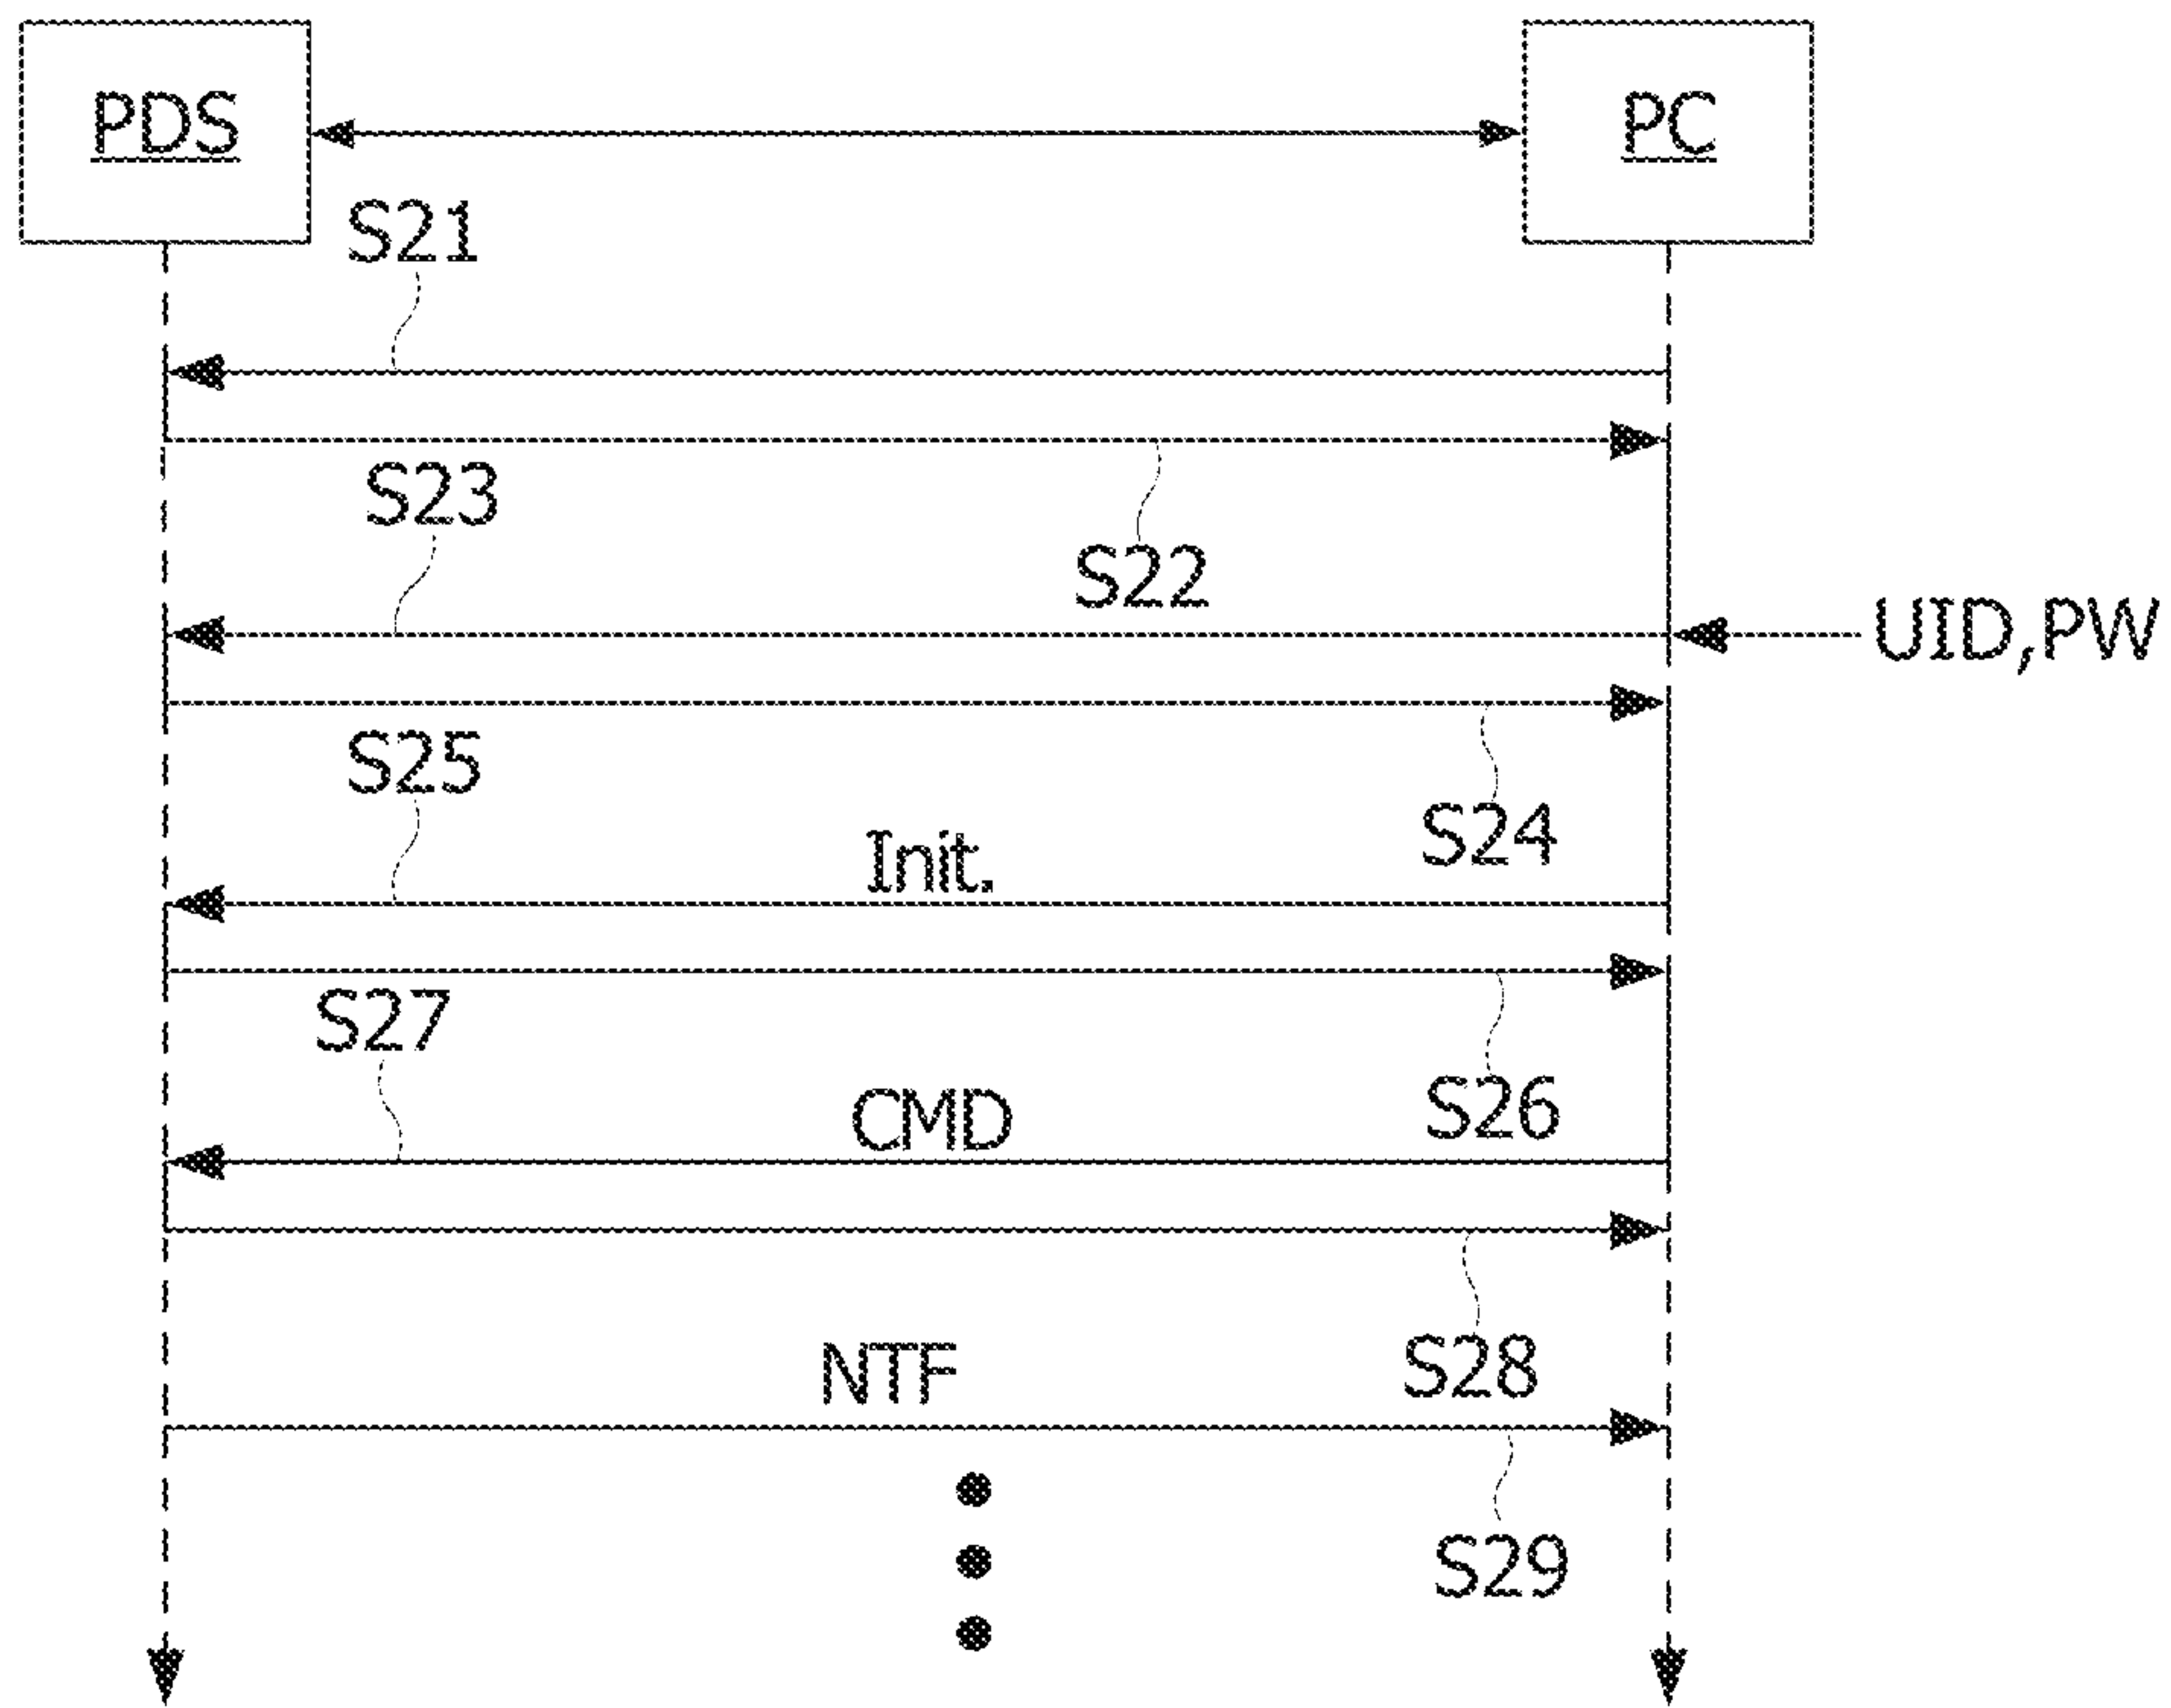 PDS
PC
S21
S23
S22
UID,PW
S25
S24
Init.
S27
S26
CMD
S28
NTF
S29